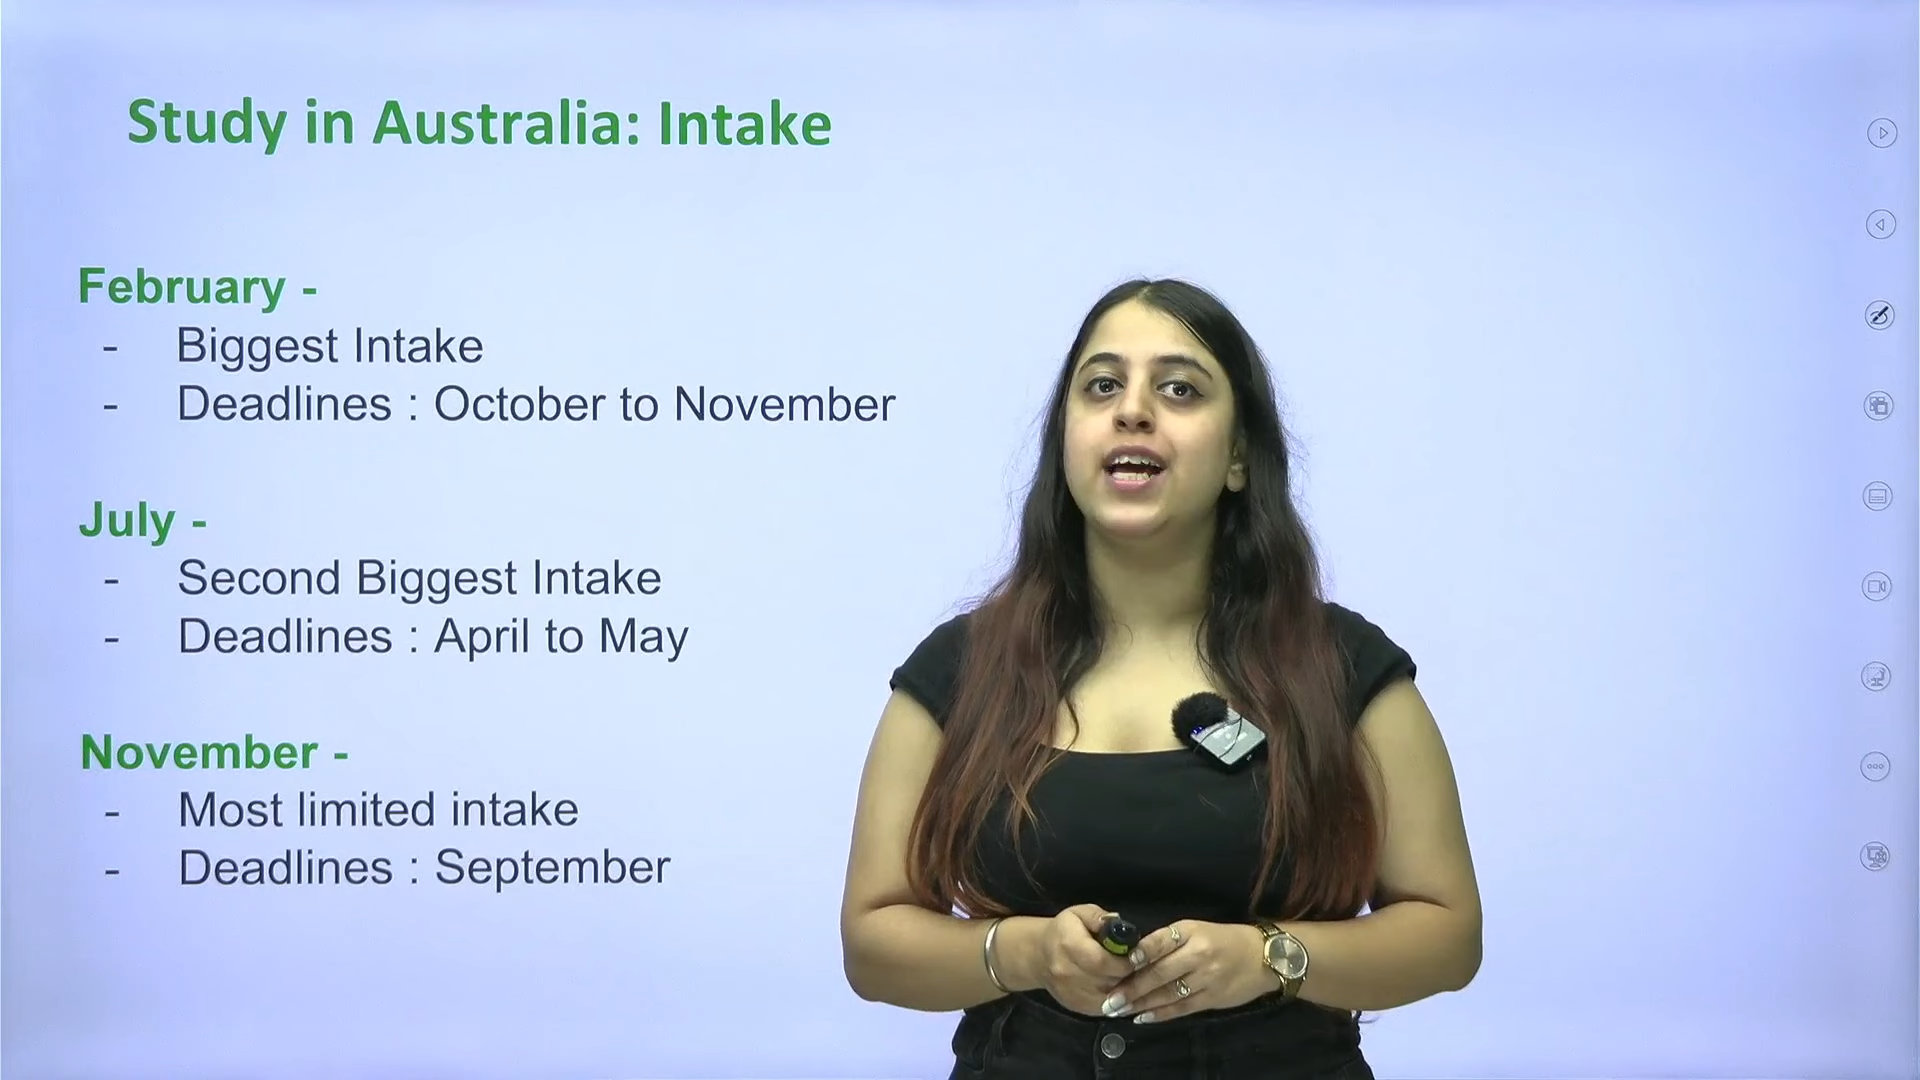 Study in Australia: Intake
February -
- Biggest Intake
- Deadlines : October to November
July -
- Second Biggest Intake
- Deadlines : April to May
November -
- Most limited intake
- Deadlines : September